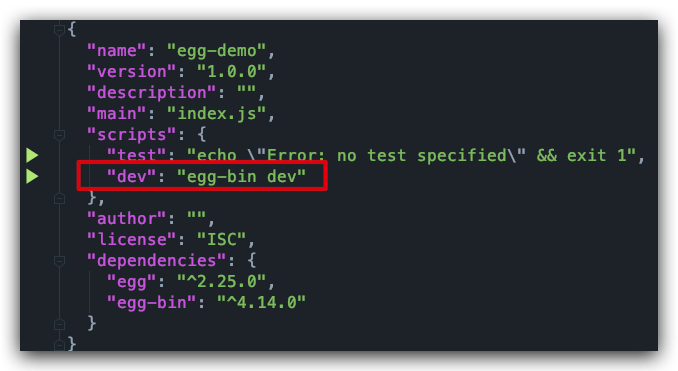 {
  "name": "egg-demo",
  "version": "1.0.0",
  "description": "",
  "main": "index.js",
  "scripts": {
    "test": "echo \"Error: no test specified\" && exit 1",
    "dev": "egg-bin dev"
  },
  "author": "",
  "license": "ISC",
  "dependencies": {
    "egg": "^2.25.0",
    "egg-bin": "^4.14.0"
  }
}